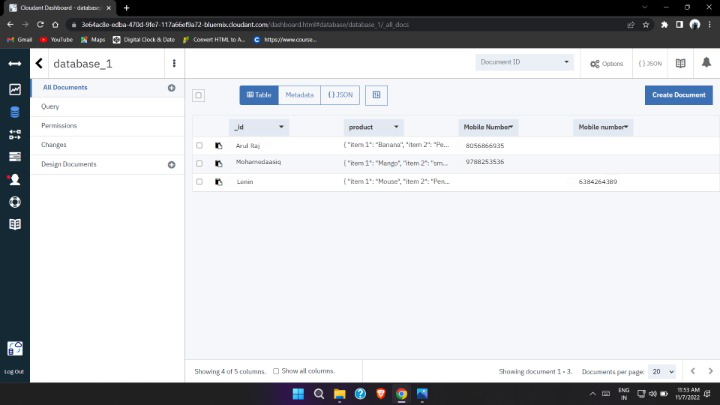 Cloudant Dashboard - database
3e64ac8e-edba-470d-9fe7-117a66ef9a72-bluemix.cloudant.com/dashboard.html#database/database_1/_all_docs
Gmail YouTube Maps Digital Clock & Date Convert HTML to A... https://www.course...
database_1 Document ID Options { } JSON
All Documents
Query
Permissions
Changes
Design Documents
Table Metadata { } JSON Create Document
_id product Mobile Number Mobile number
Arul Raj { "item 1": "Banana", "item 2": "Pe... 8056866935
Mohamedaasiq { "item 1": "Mango", "item 2": "sm... 9788253536
Lenin { "item 1": "Mouse", "item 2": "Pen... 6384264389
Showing 4 of 5 columns. Show all columns. Showing document 1 - 3. Documents per page: 20
Log Out
ENG
IN
11:53 AM
11/7/2022